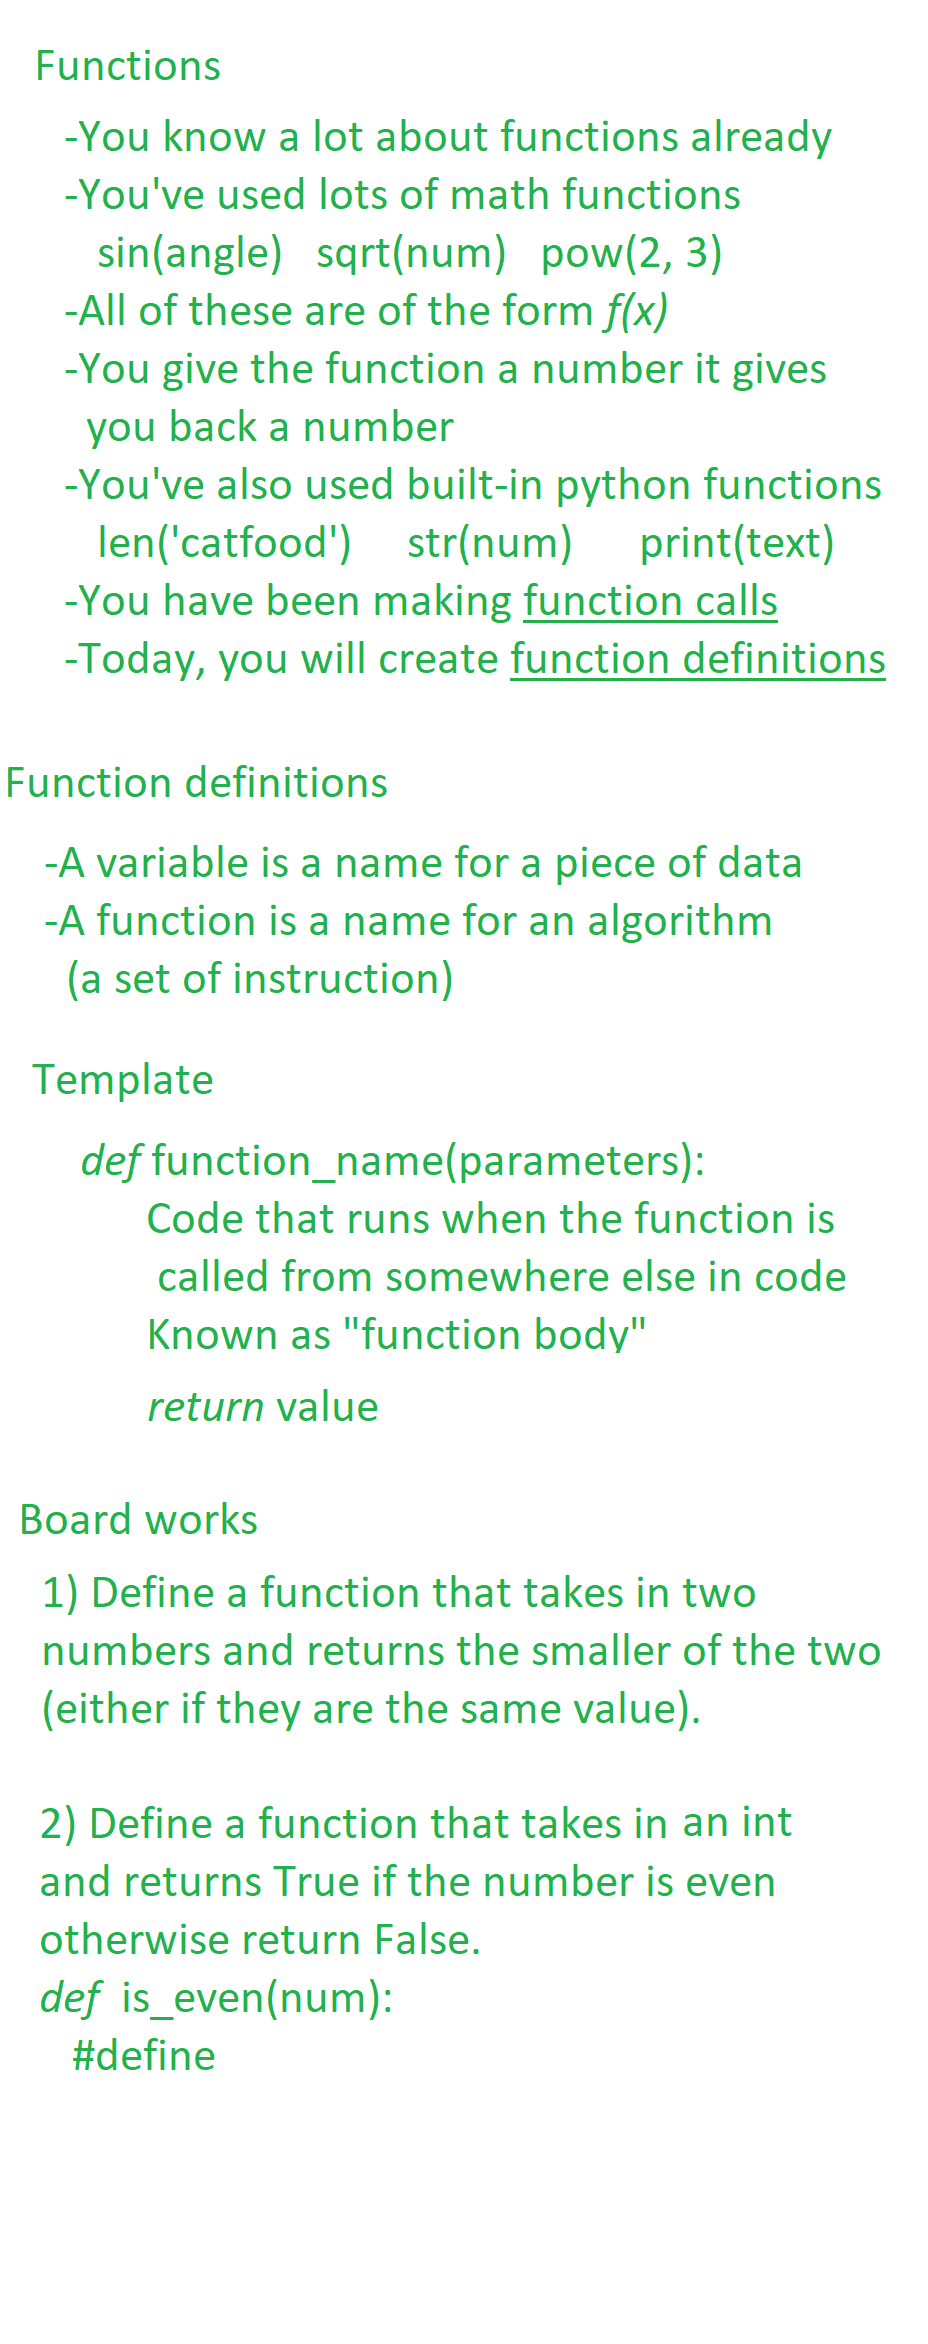 Functions
-You know a lot about functions already
-You've used lots of math functions
sin(angle) sqrt(num) pow(2, 3)
-All of these are of the form f(x)
-You give the function a number it gives
you back a number
-You've also used built-in python functions
len('catfood') str(num) print(text)
-You have been making function calls
-Today, you will create function definitions
Function definitions
-A variable is a name for a piece of data
-A function is a name for an algorithm
(a set of instruction)
Template
def function_name(parameters):
Code that runs when the function is
called from somewhere else in code
Known as "function body"
return value
Board works
1) Define a function that takes in two
numbers and returns the smaller of the two
(either if they are the same value).
2) Define a function that takes in an int
and returns True if the number is even
otherwise return False.
def is_even(num):
#define